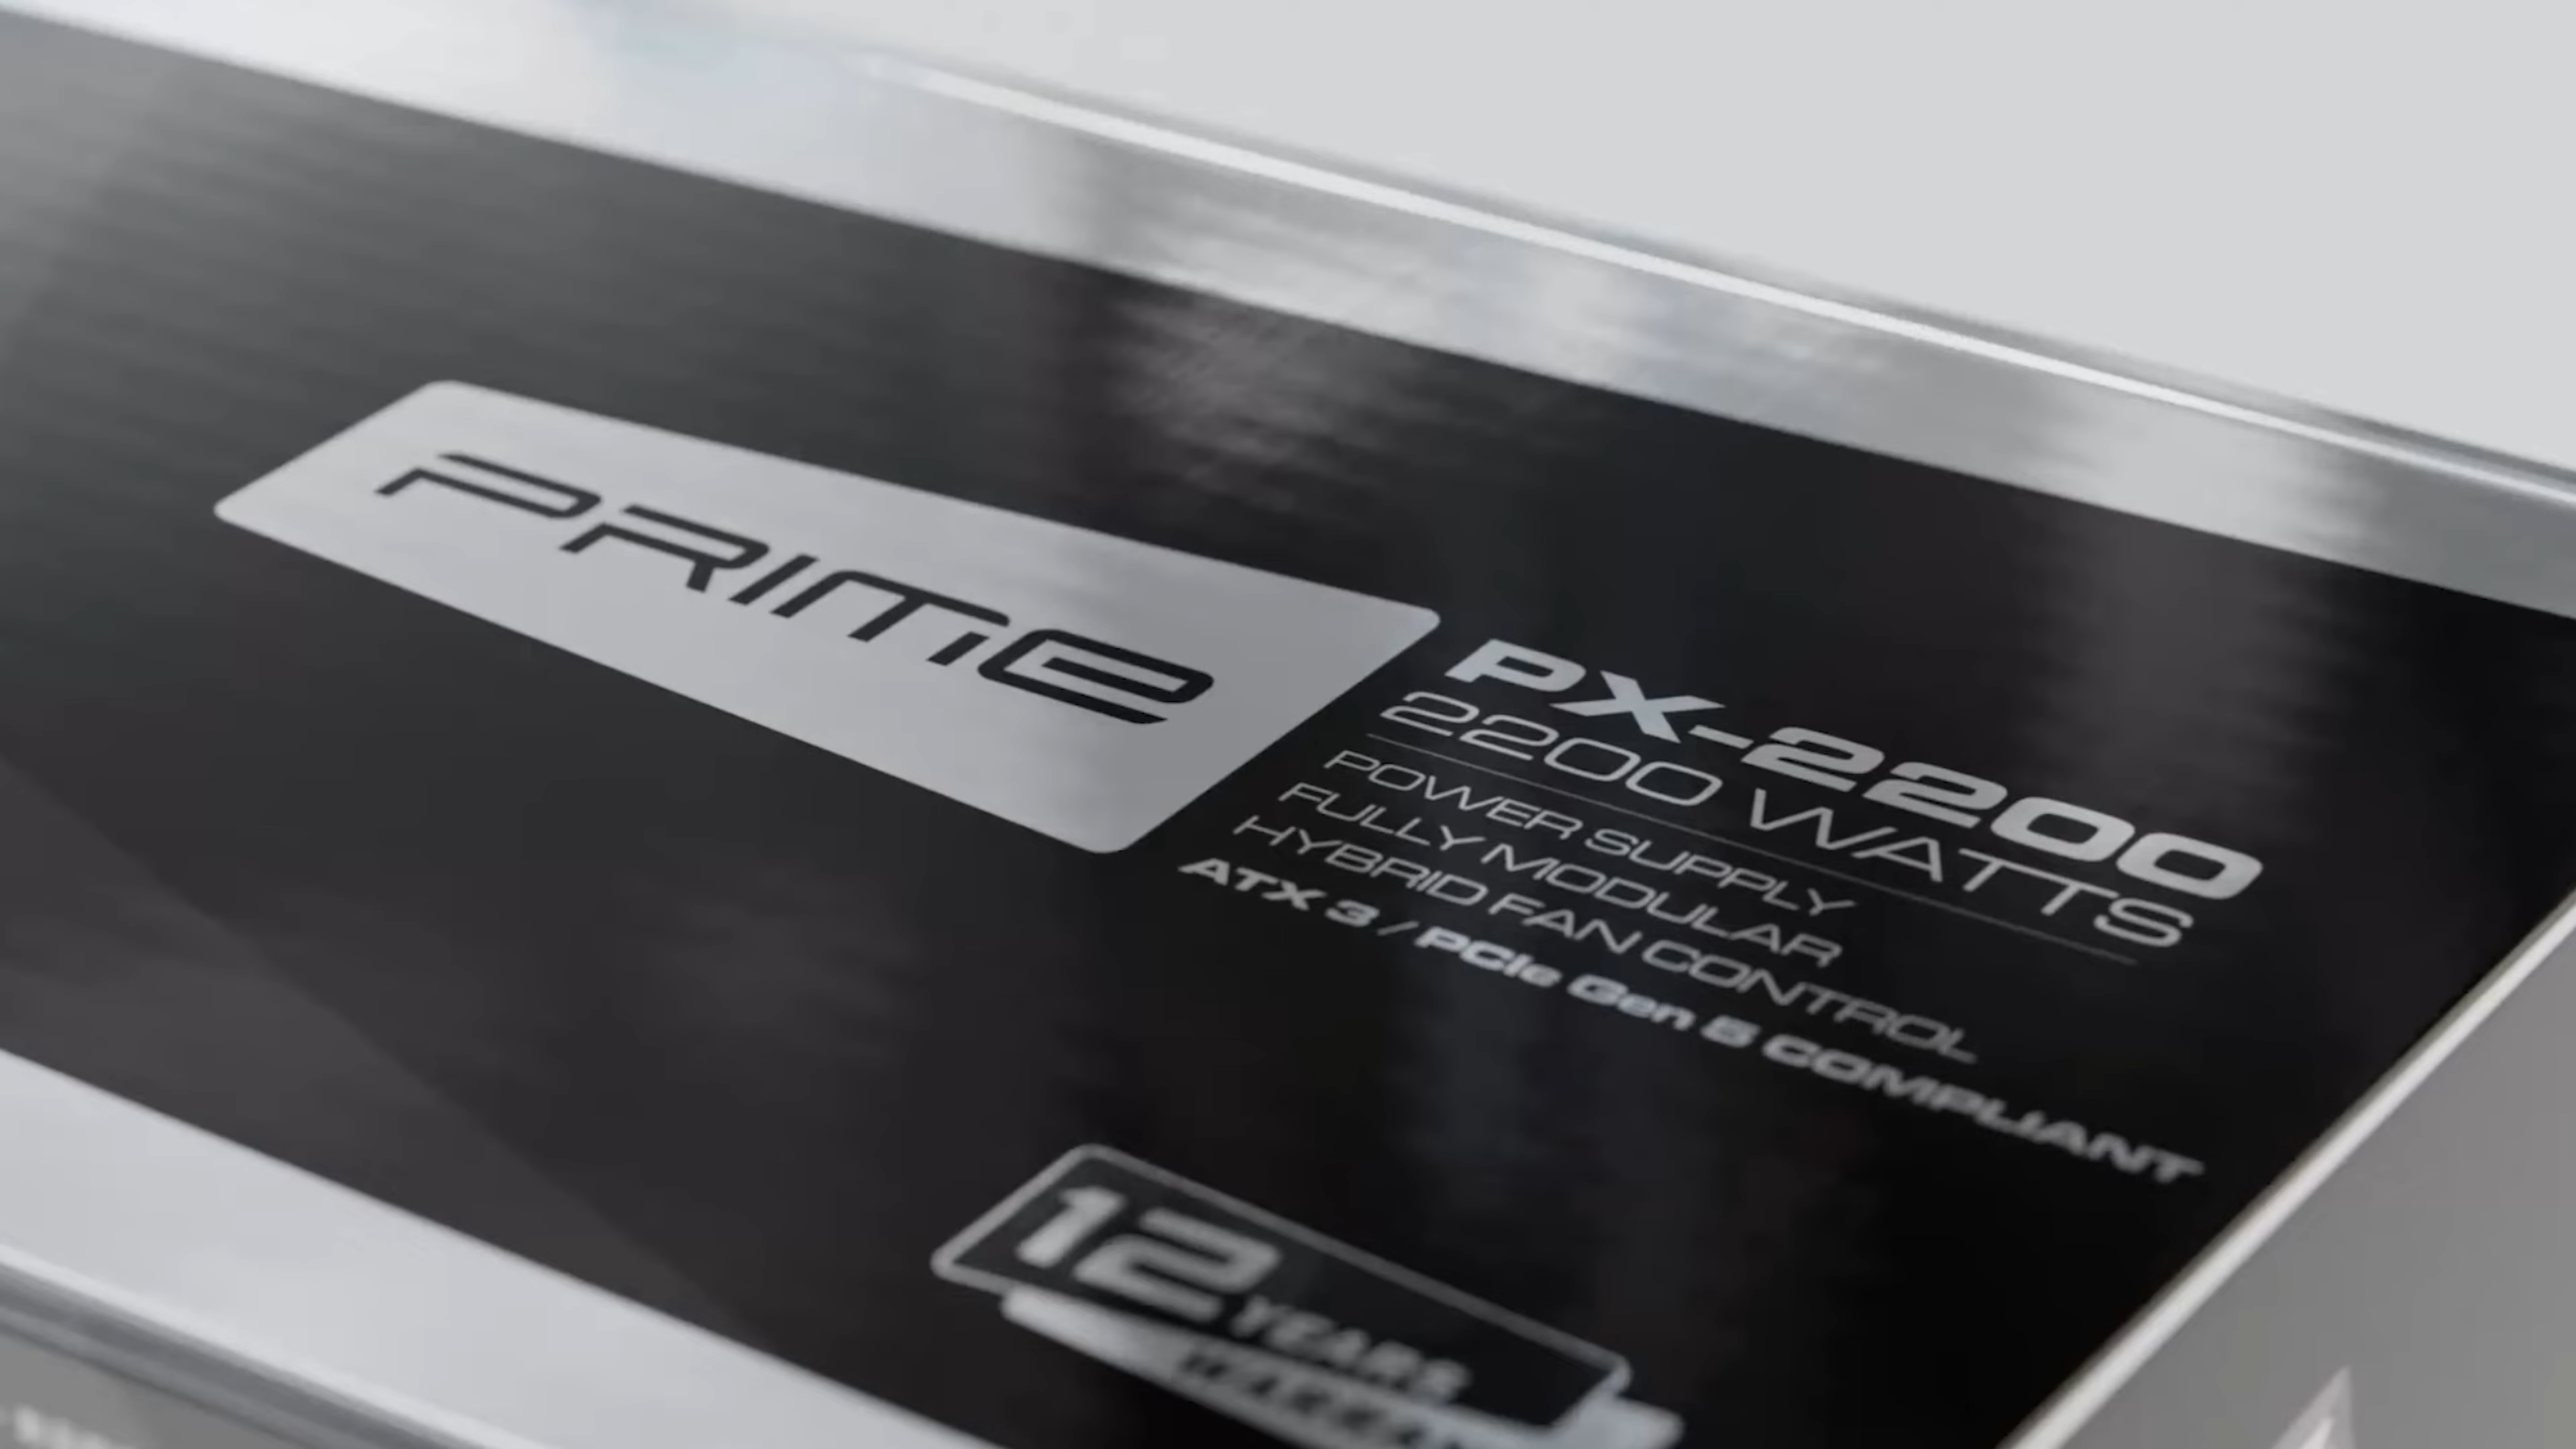 PRIME
PX-2200
2200 WATTS
POWER SUPPLY
FULLY MODULAR
HYBRID FAN CONTROL
ATX 3 / PCIe Gen 5 COMPLIANT
12 YEARS